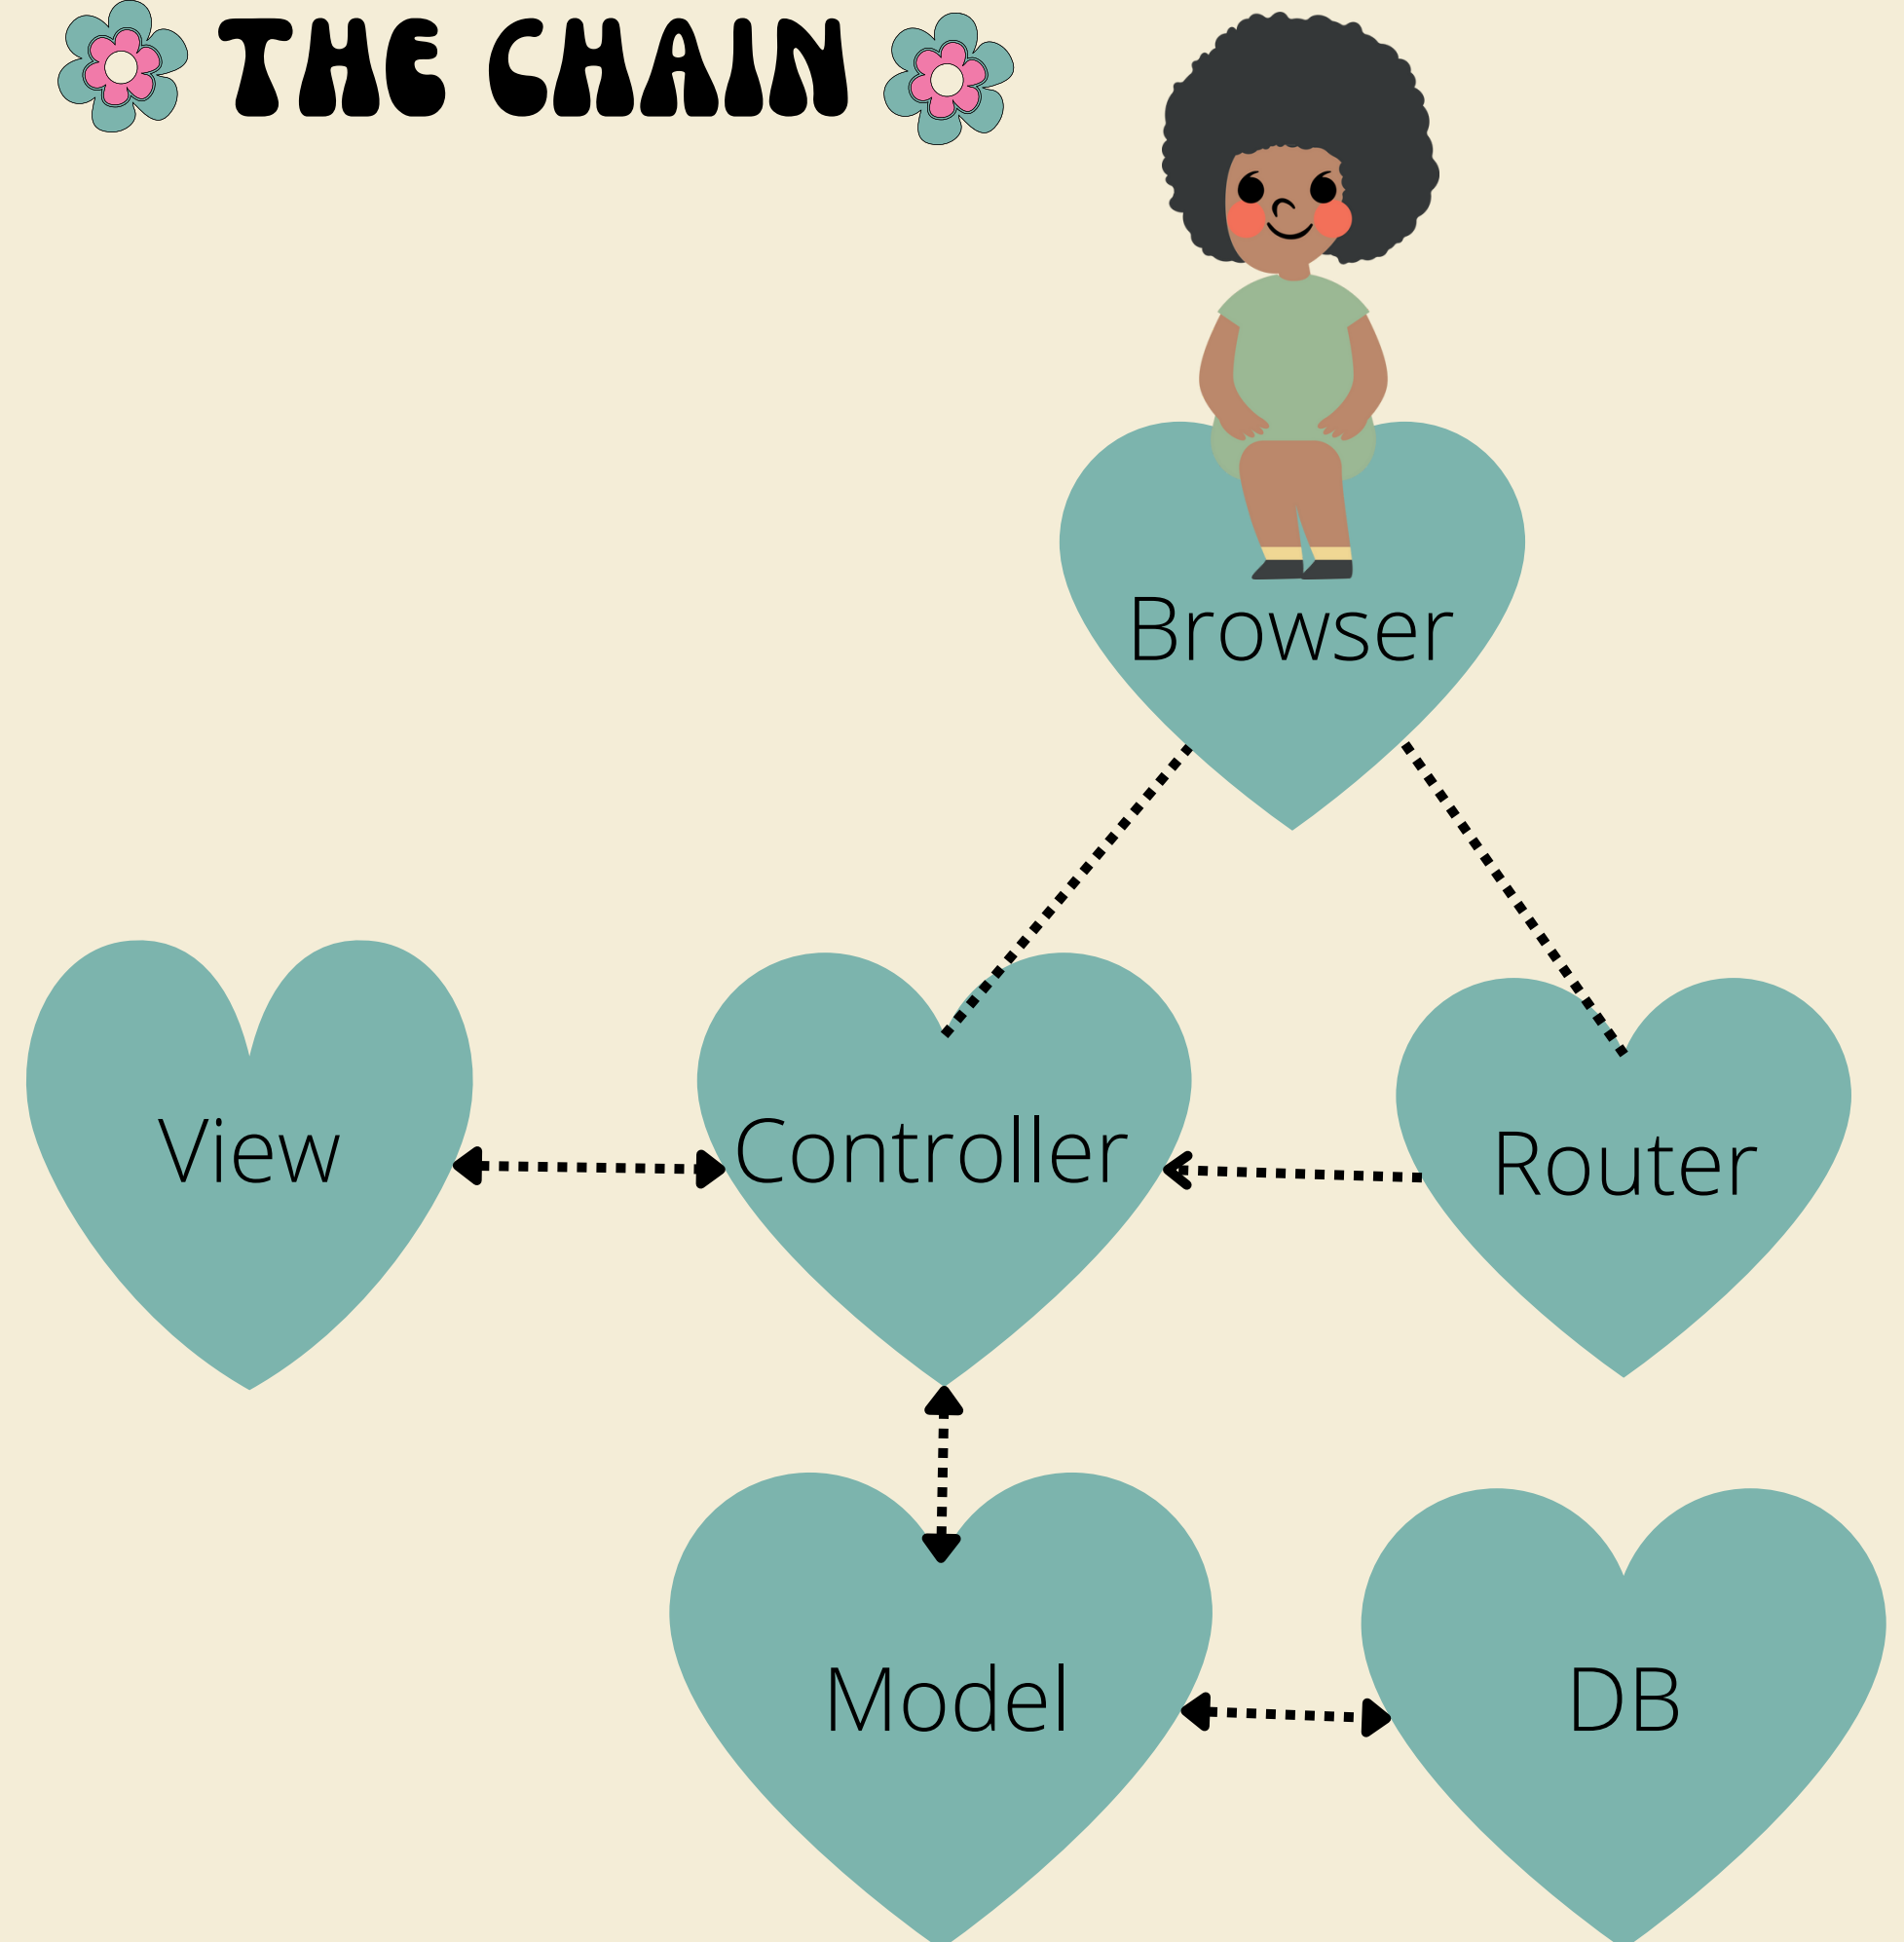 THE CHAIN
Browser
View
Controller
Router
Model
DB